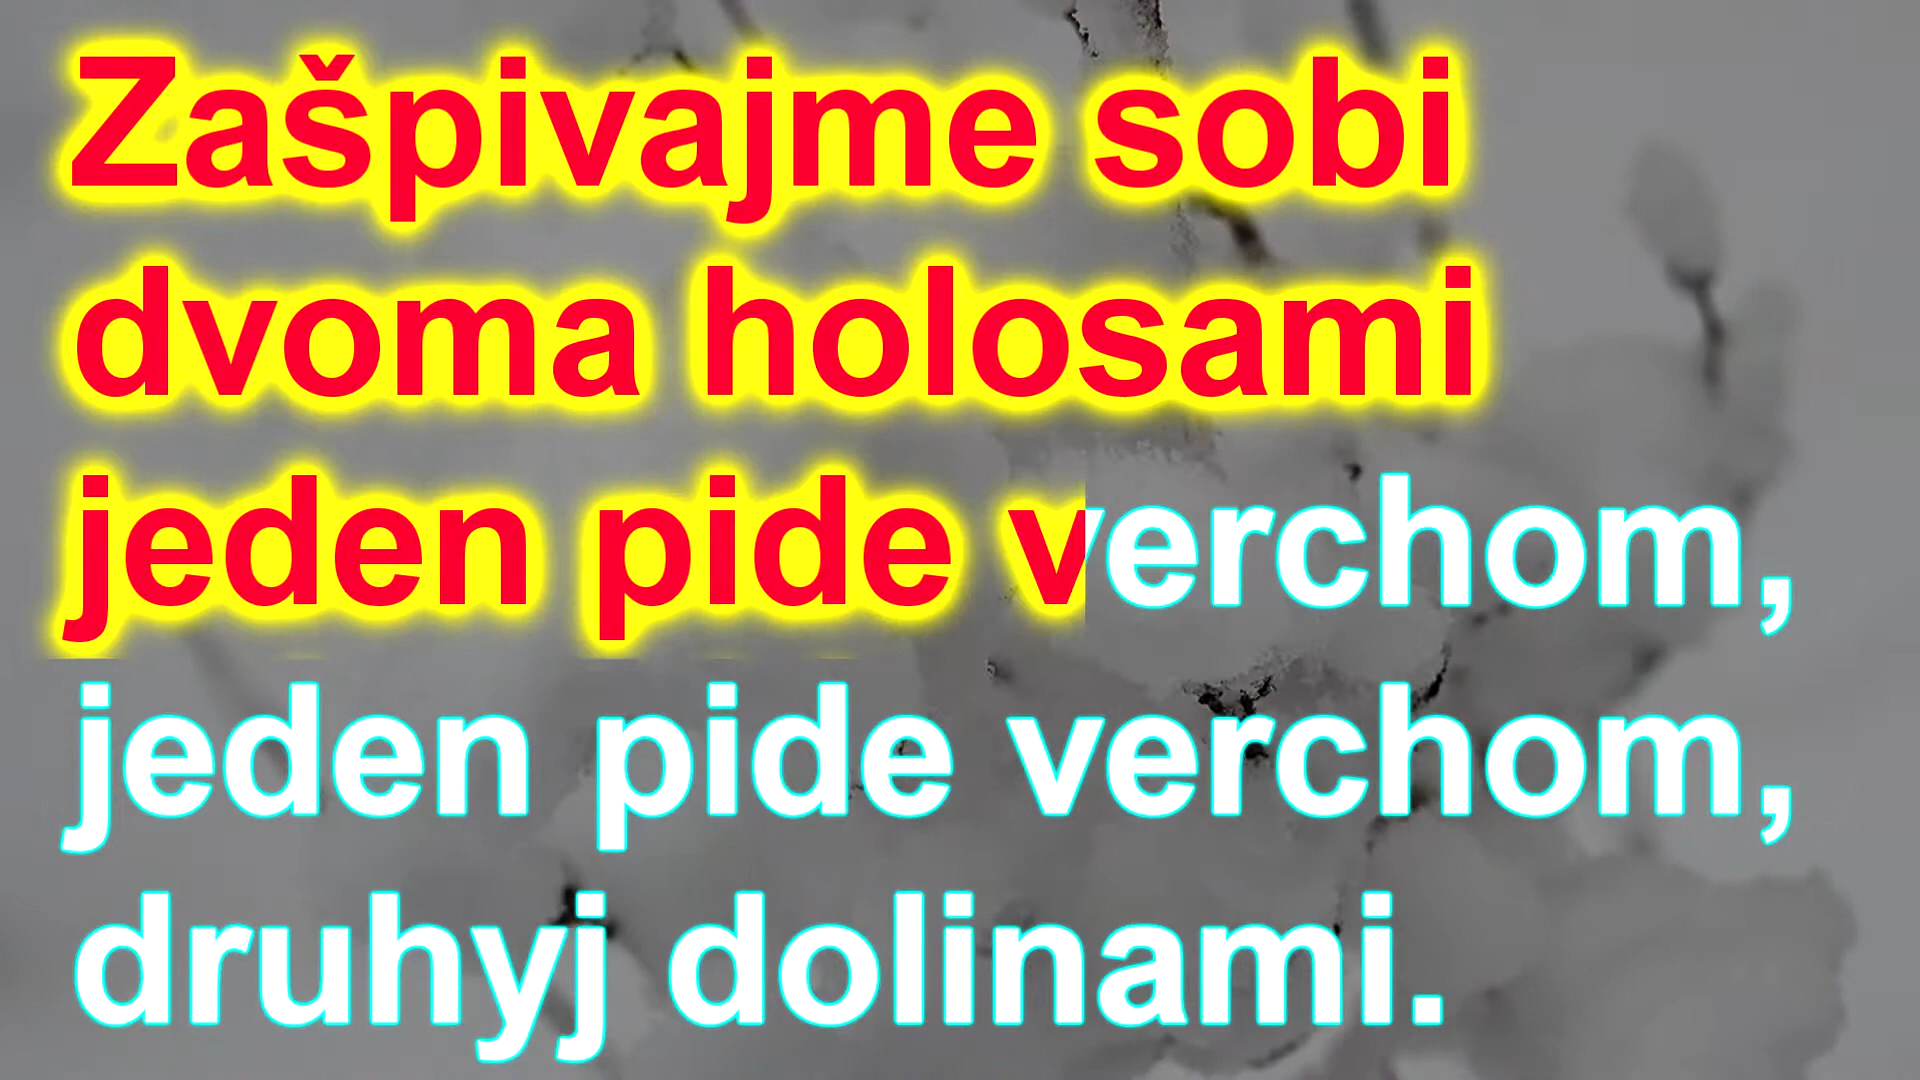 Zašpivajme sobi
dvoma holosami
jeden pide verchom,
jeden pide verchom,
druhyj dolinami.